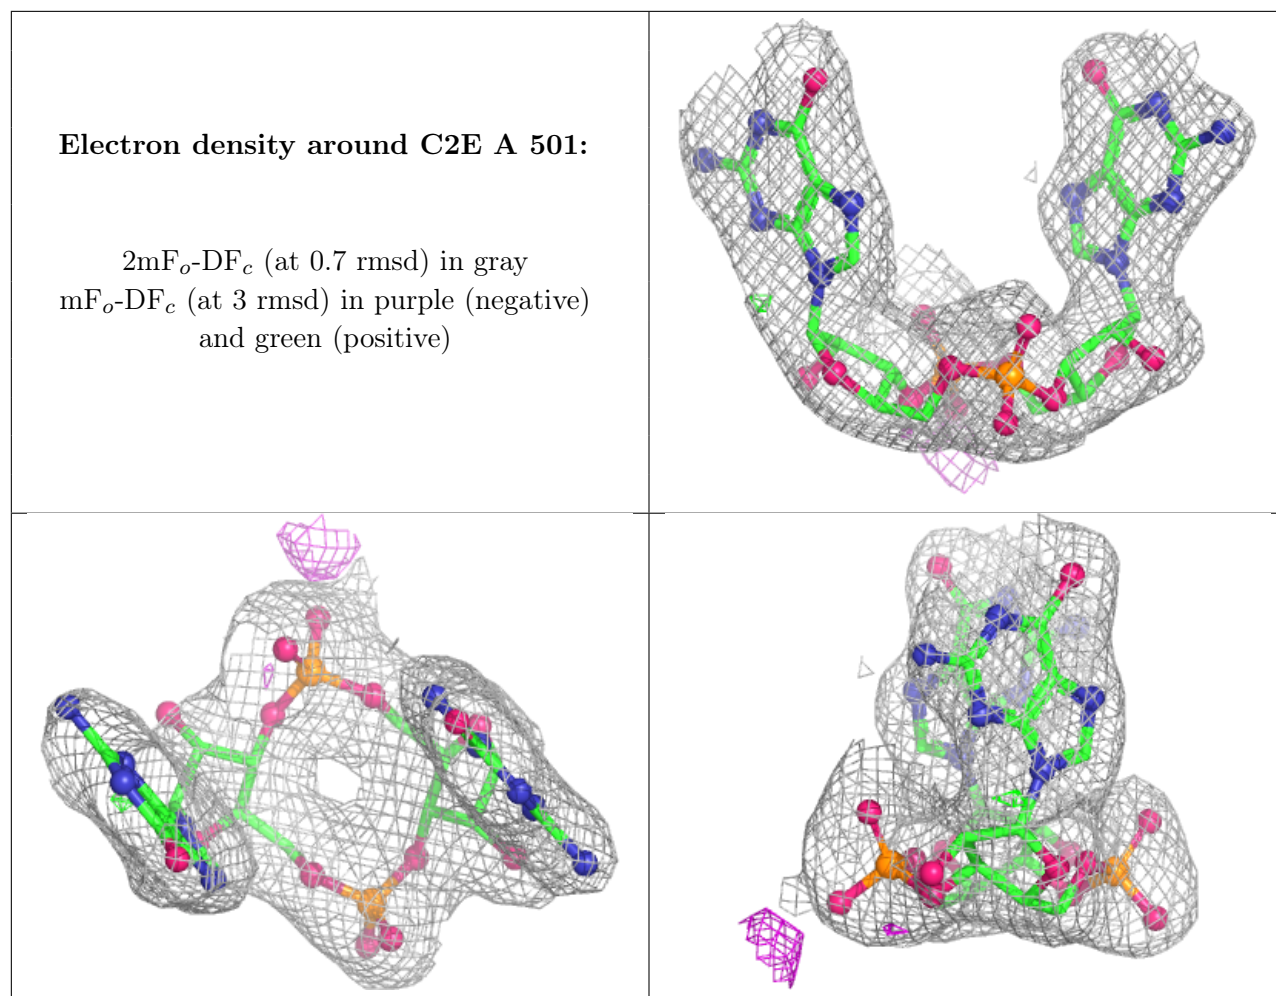 Electron density around C2E A 501:
2mFo-DFc (at 0.7 rmsd) in gray
mFo-DFc (at 3 rmsd) in purple (negative)
and green (positive)